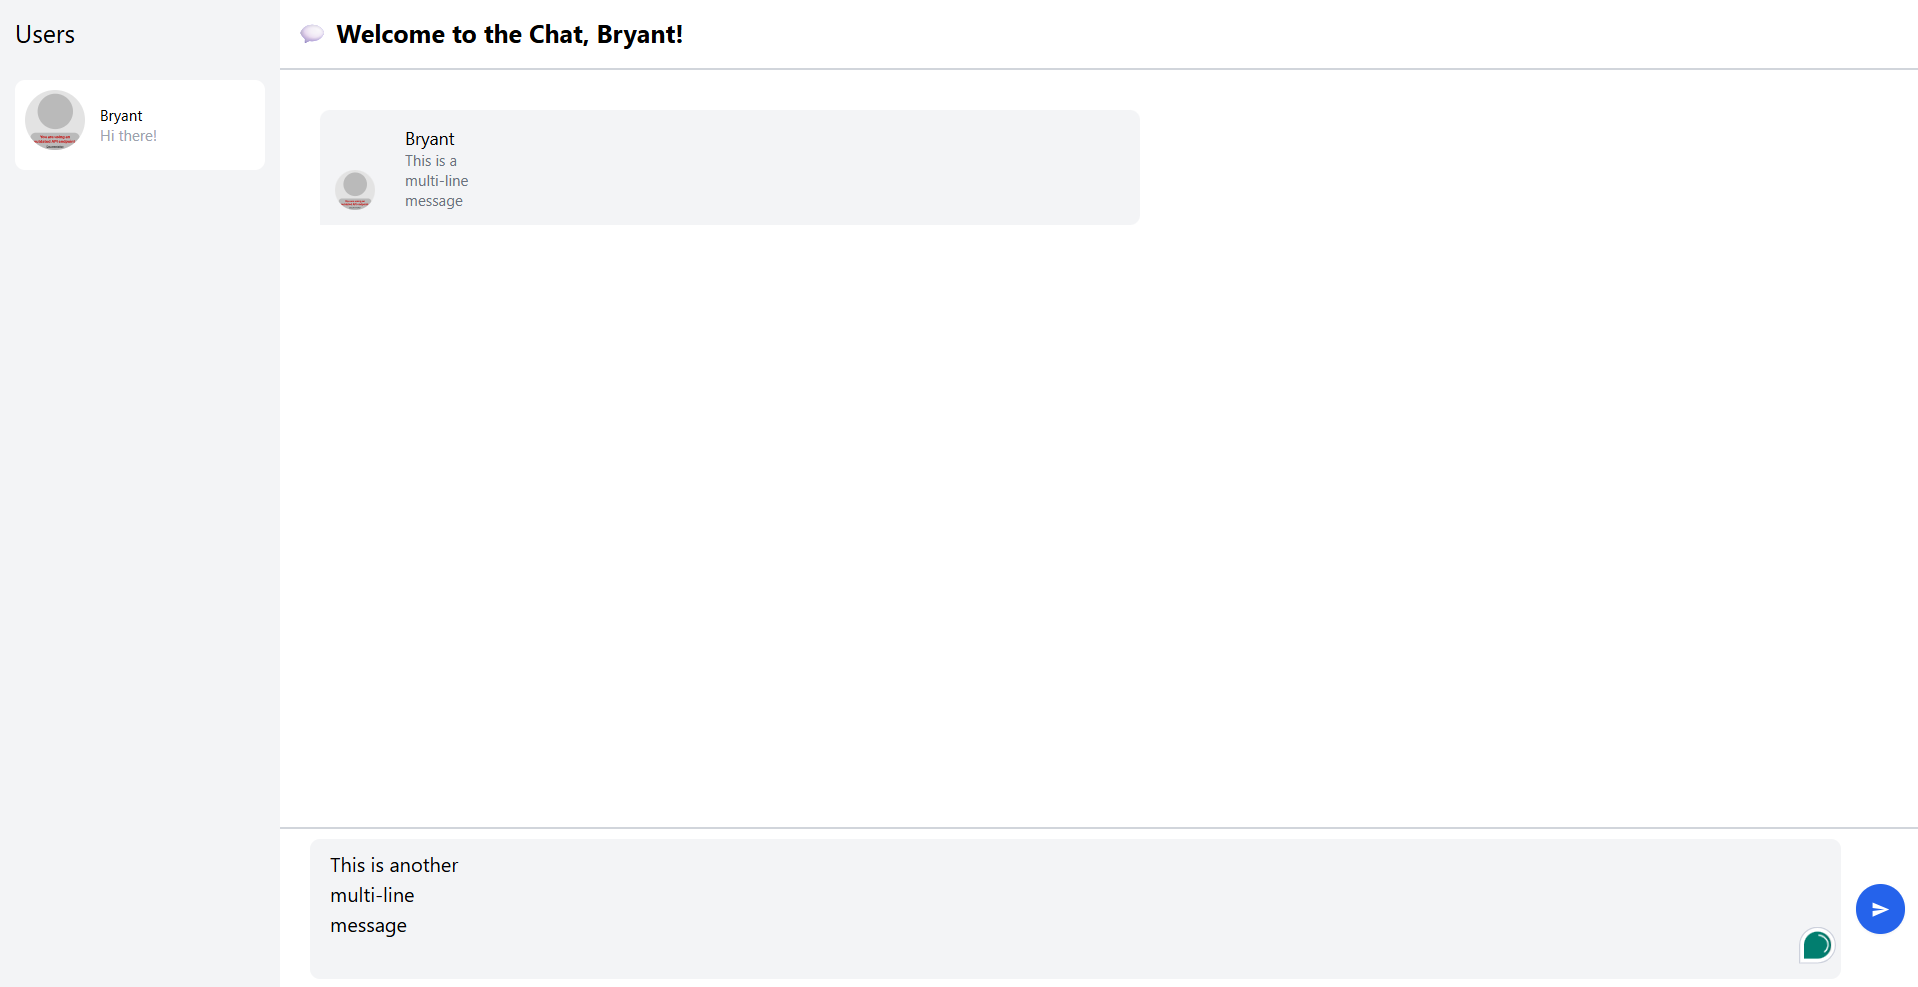 Users
Welcome to the Chat, Bryant!
Bryant
Hi there!
Bryant
This is a
multi-line
message
This is another
multi-line
message